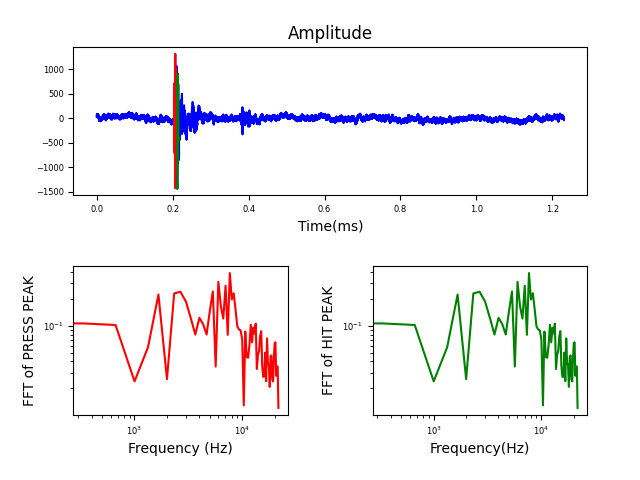 Amplitude
1000
500
0
−500
−1000
−1500
0.0 0.2 0.4 0.6 0.8 1.0 1.2
Time(ms)
FFT of PRESS PEAK
10⁻¹
10³ 10⁴
Frequency (Hz)
FFT of HIT PEAK
10⁻¹
10³ 10⁴
Frequency(Hz)